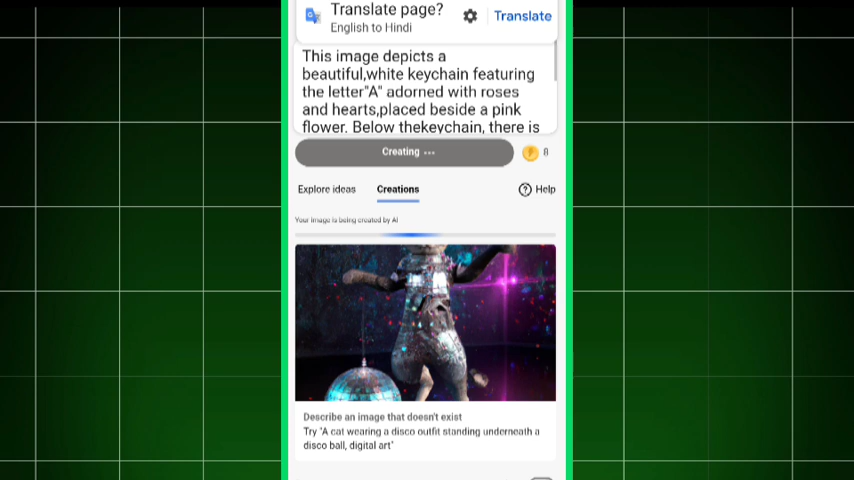 Translate page?
Translate
English to Hindi
This image depicts a
beautiful,white keychain featuring
the letter"A" adorned with roses
and hearts,placed beside a pink
flower. Below thekeychain, there is
Creating ...
8
Explore ideas
Creations
Help
Your image is being created by AI
Describe an image that doesn't exist
Try "A cat wearing a disco outfit standing underneath a
disco ball, digital art"